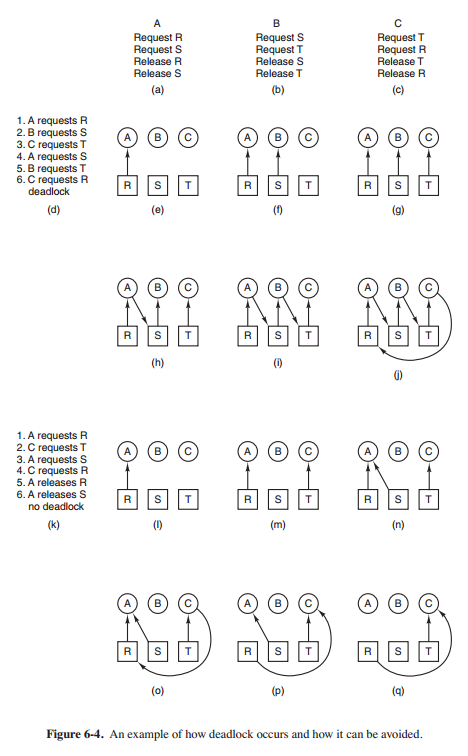 A B C
Request R Request S Request T
Request S Request T Request R
Release R Release S Release T
Release S Release T Release R
(a) (b) (c)
1. A requests R
2. B requests S
3. C requests T
4. A requests S
5. B requests T
6. C requests R
deadlock
(d)
A B C A B C A B C
R S T R S T R S T
(e) (f) (g)
A B C A B C A B C
R S T R S T R S T
(h) (i) (j)
1. A requests R
2. C requests T
3. A requests S
4. C requests R
5. A releases R
6. A releases S
no deadlock
(k)
A B C A B C A B C
R S T R S T R S T
(l) (m) (n)
A B C A B C A B C
R S T R S T R S T
(o) (p) (q)
Figure 6-4. An example of how deadlock occurs and how it can be avoided.